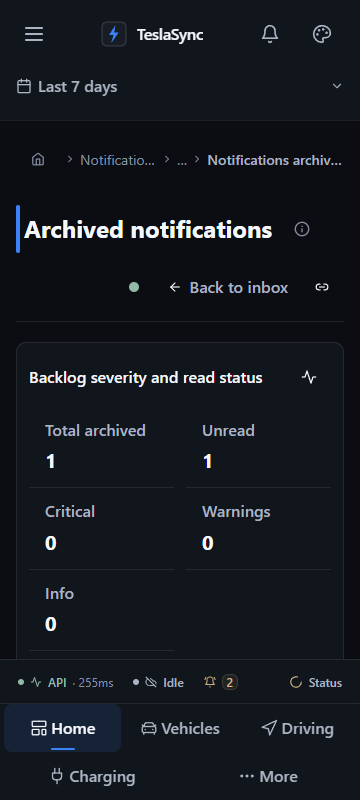 TeslaSync
Last 7 days
Notificatio... > ... > Notifications archiv...
Archived notifications
Back to inbox
Backlog severity and read status
Total archived Unread
1 1
Critical Warnings
0 0
Info
0
API · 255ms Idle 2 Status
Home Vehicles Driving
Charging More